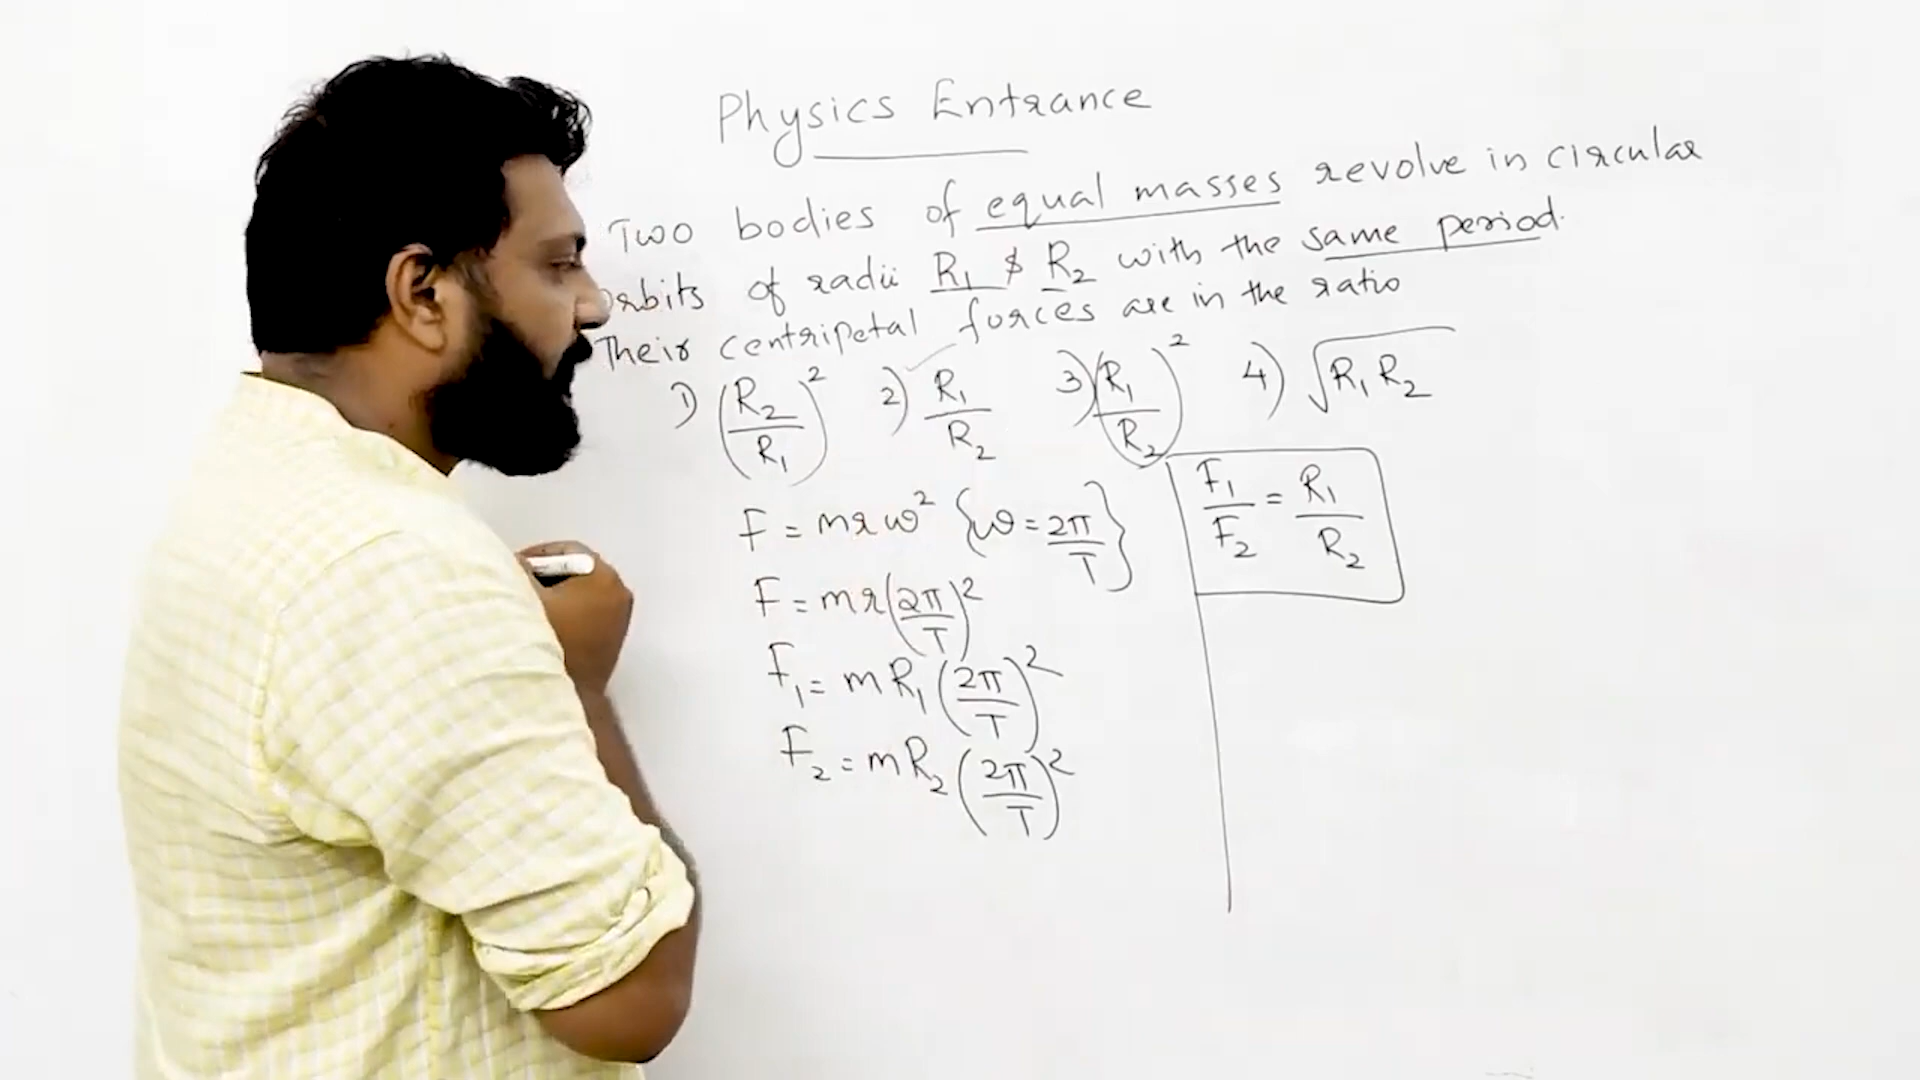 Physics Entrance
Two bodies of equal masses revolve in circular
orbits of radii R₁ & R₂ with the same period.
Their centripetal forces are in the ratio
1) (R₂/R₁)² 2) R₁/R₂ 3) (R₁/R₂)² 4) √R₁R₂
F = mrω² {ω = 2π/T}
F = mr(2π/T)²
F₁ = mR₁(2π/T)²
F₂ = mR₂(2π/T)²
F₁/F₂ = R₁/R₂